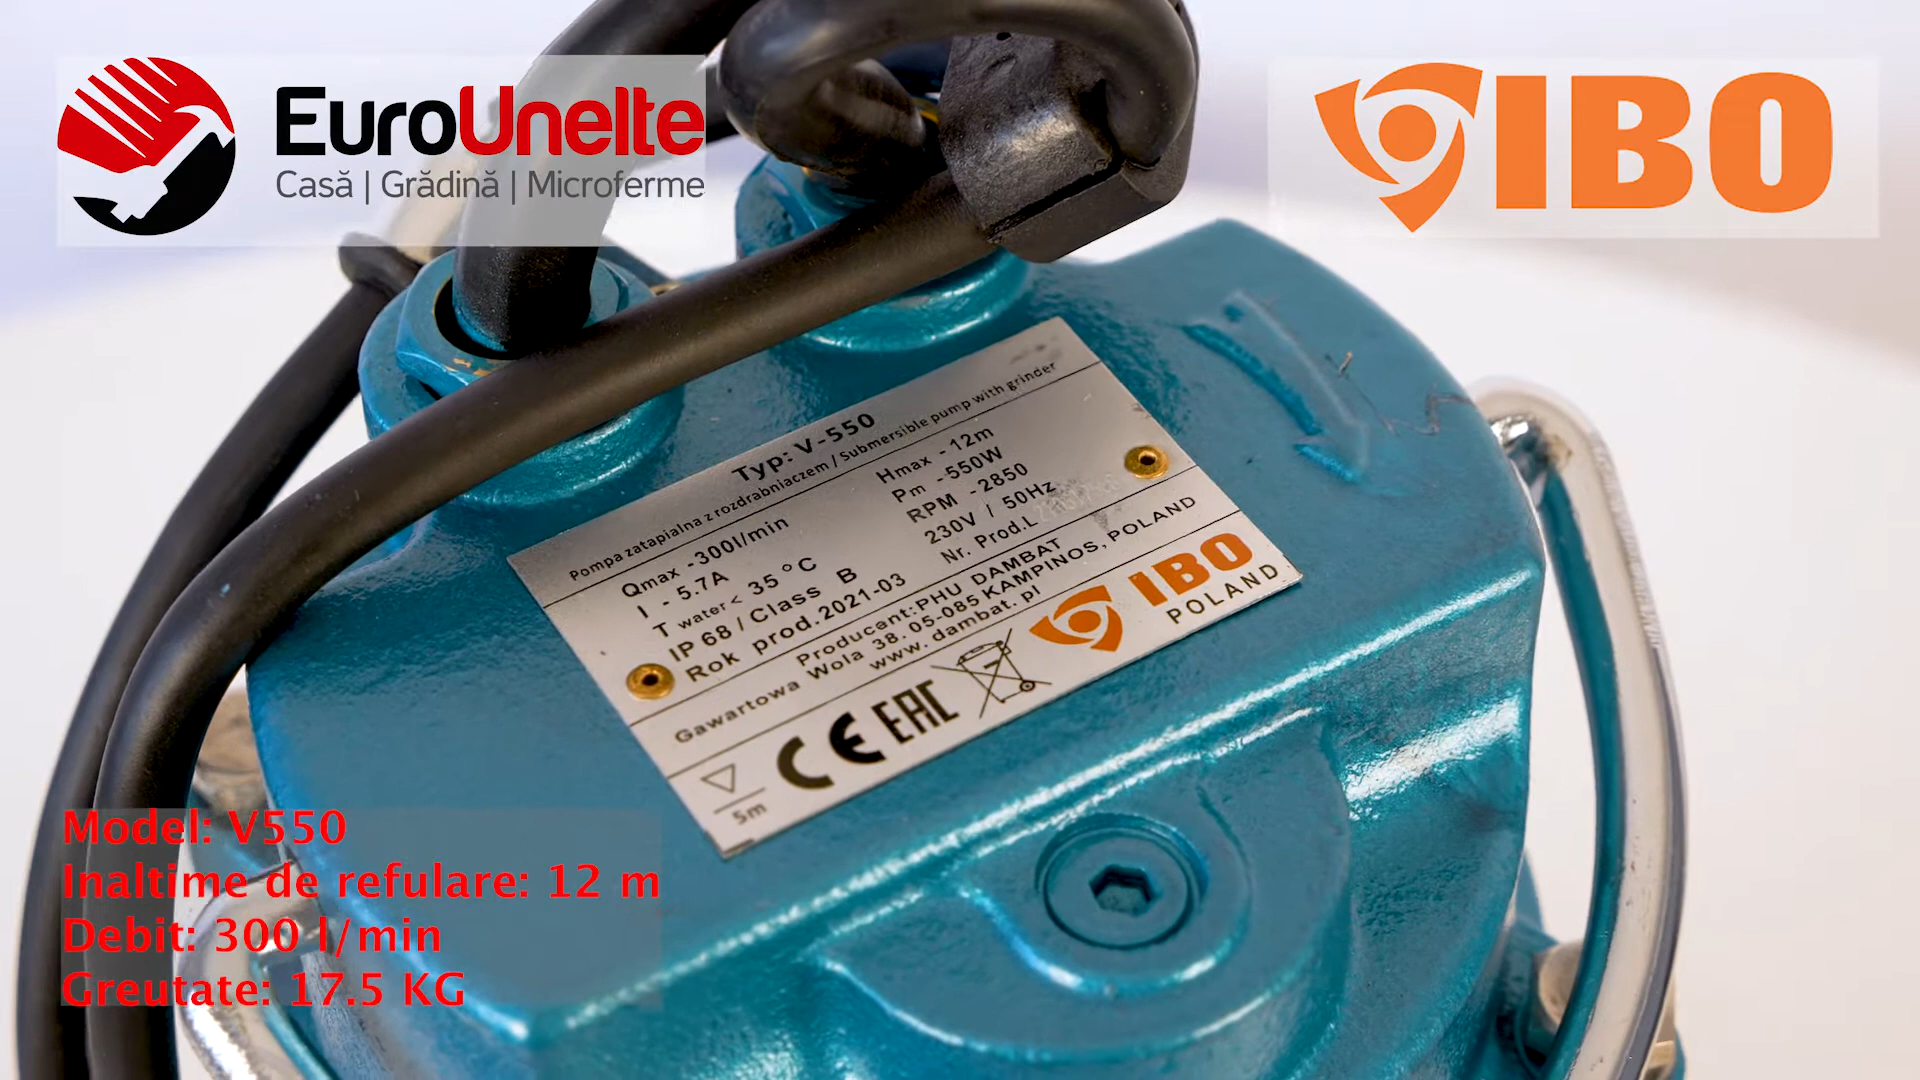 EuroUnelte
Casă | Grădină | Microferme
IBO
Typ: V-550
Pompa zatapialna z rozdrabniaczem / Submersible pump with grinder
Qmax -300l/min
Hmax -12m
I - 5.7A
Pm -550W
T water< 35°C
RPM -2850
IP 68 / Class B
230V / 50Hz
Rok prod.2021-03
Nr. Prod.L
Producent:PHU DAMBAT
Gawartowa Wola 38. 05-085 KAMPINOS, POLAND
www.dambat.pl
IBO
POLAND
CE EAC
5m
Model: V550
Inaltime de refulare: 12 m
Debit: 300 l/min
Greutate: 17.5 KG